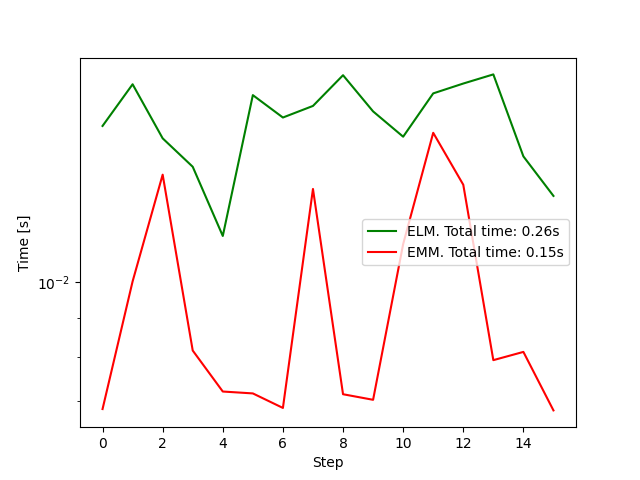 Time [s]
10⁻²
ELM. Total time: 0.26s
EMM. Total time: 0.15s
0 2 4 6 8 10 12 14
Step